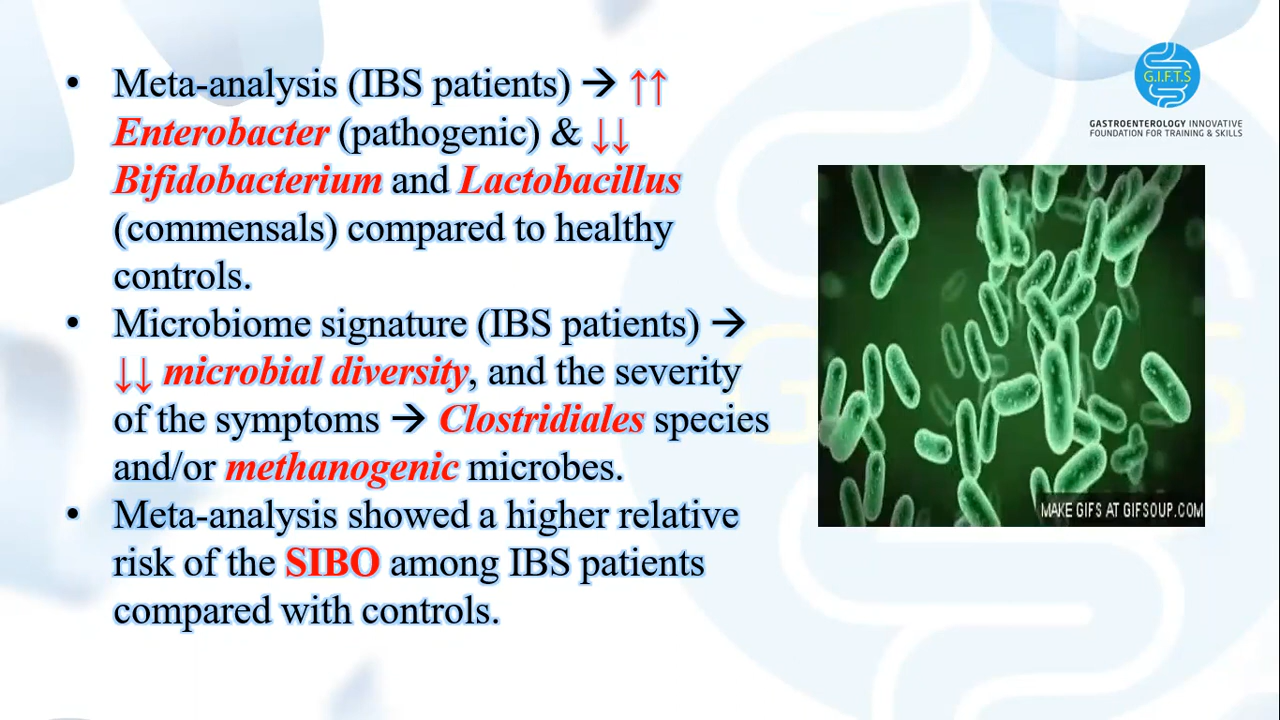 • Meta-analysis (IBS patients) → ↑↑
Enterobacter (pathogenic) & ↓↓
Bifidobacterium and Lactobacillus
(commensals) compared to healthy
controls.
• Microbiome signature (IBS patients) →
↓↓ microbial diversity, and the severity
of the symptoms → Clostridiales species
and/or methanogenic microbes.
• Meta-analysis showed a higher relative
risk of the SIBO among IBS patients
compared with controls.
G.I.F.T.S
GASTROENTEROLOGY INNOVATIVE
FOUNDATION FOR TRAINING & SKILLS
MAKE GIFS AT GIFSOUP.COM